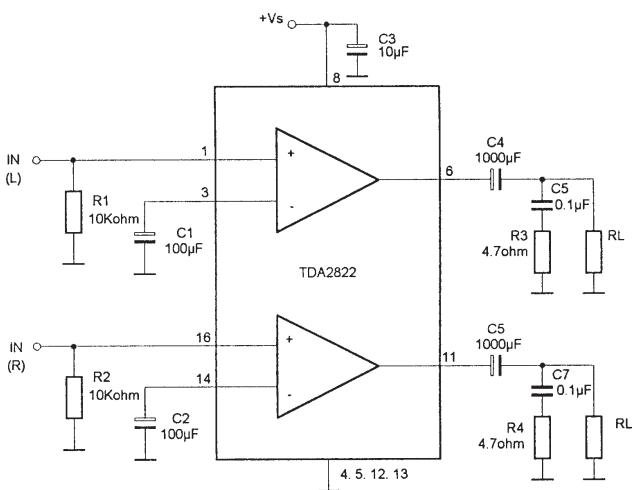 +Vs
C3
10µF
8
IN
(L)
1
R1
10Kohm
3
C1
100µF
+
-
6
C4
1000µF
C5
0.1µF
R3
4.7ohm
RL
TDA2822
IN
(R)
16
R2
10Kohm
14
C2
100µF
+
-
11
C5
1000µF
C7
0.1µF
R4
4.7ohm
RL
4. 5. 12. 13